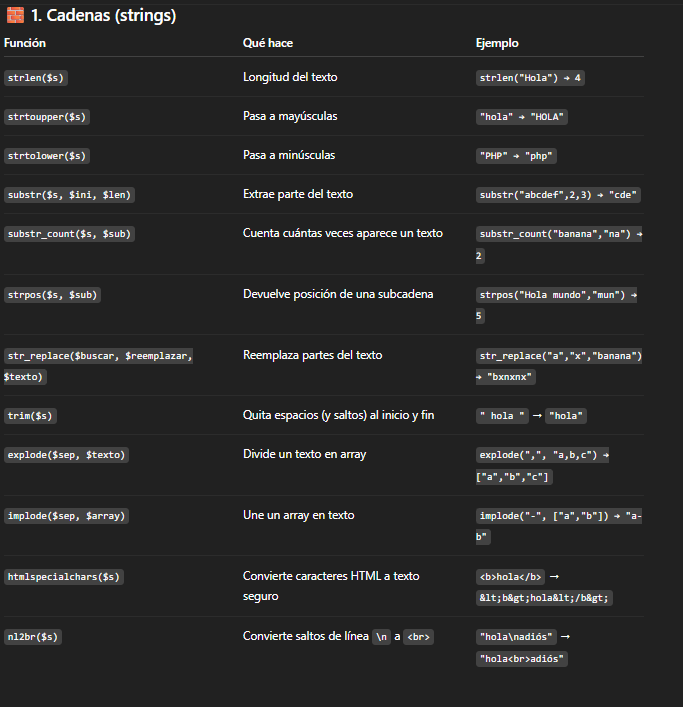 🧱 1. Cadenas (strings)
Función Qué hace Ejemplo
strlen($s) Longitud del texto strlen("Hola") → 4
strtoupper($s) Pasa a mayúsculas "hola" → "HOLA"
strtolower($s) Pasa a minúsculas "PHP" → "php"
substr($s, $ini, $len) Extrae parte del texto substr("abcdef",2,3) → "cde"
substr_count($s, $sub) Cuenta cuántas veces aparece un texto substr_count("banana","na") →
2
strpos($s, $sub) Devuelve posición de una subcadena strpos("Hola mundo","mun") →
5
str_replace($buscar, $reemplazar, Reemplaza partes del texto str_replace("a","x","banana")
$texto) → "bxnxnx"
trim($s) Quita espacios (y saltos) al inicio y fin " hola " → "hola"
explode($sep, $texto) Divide un texto en array explode(",", "a,b,c") →
["a","b","c"]
implode($sep, $array) Une un array en texto implode("-", ["a","b"]) → "a-
b"
htmlspecialchars($s) Convierte caracteres HTML a texto <b>hola</b> →
seguro &lt;b&gt;hola&lt;/b&gt;
nl2br($s) Convierte saltos de línea \n a <br> "hola\nadiós" →
"hola<br>adiós"